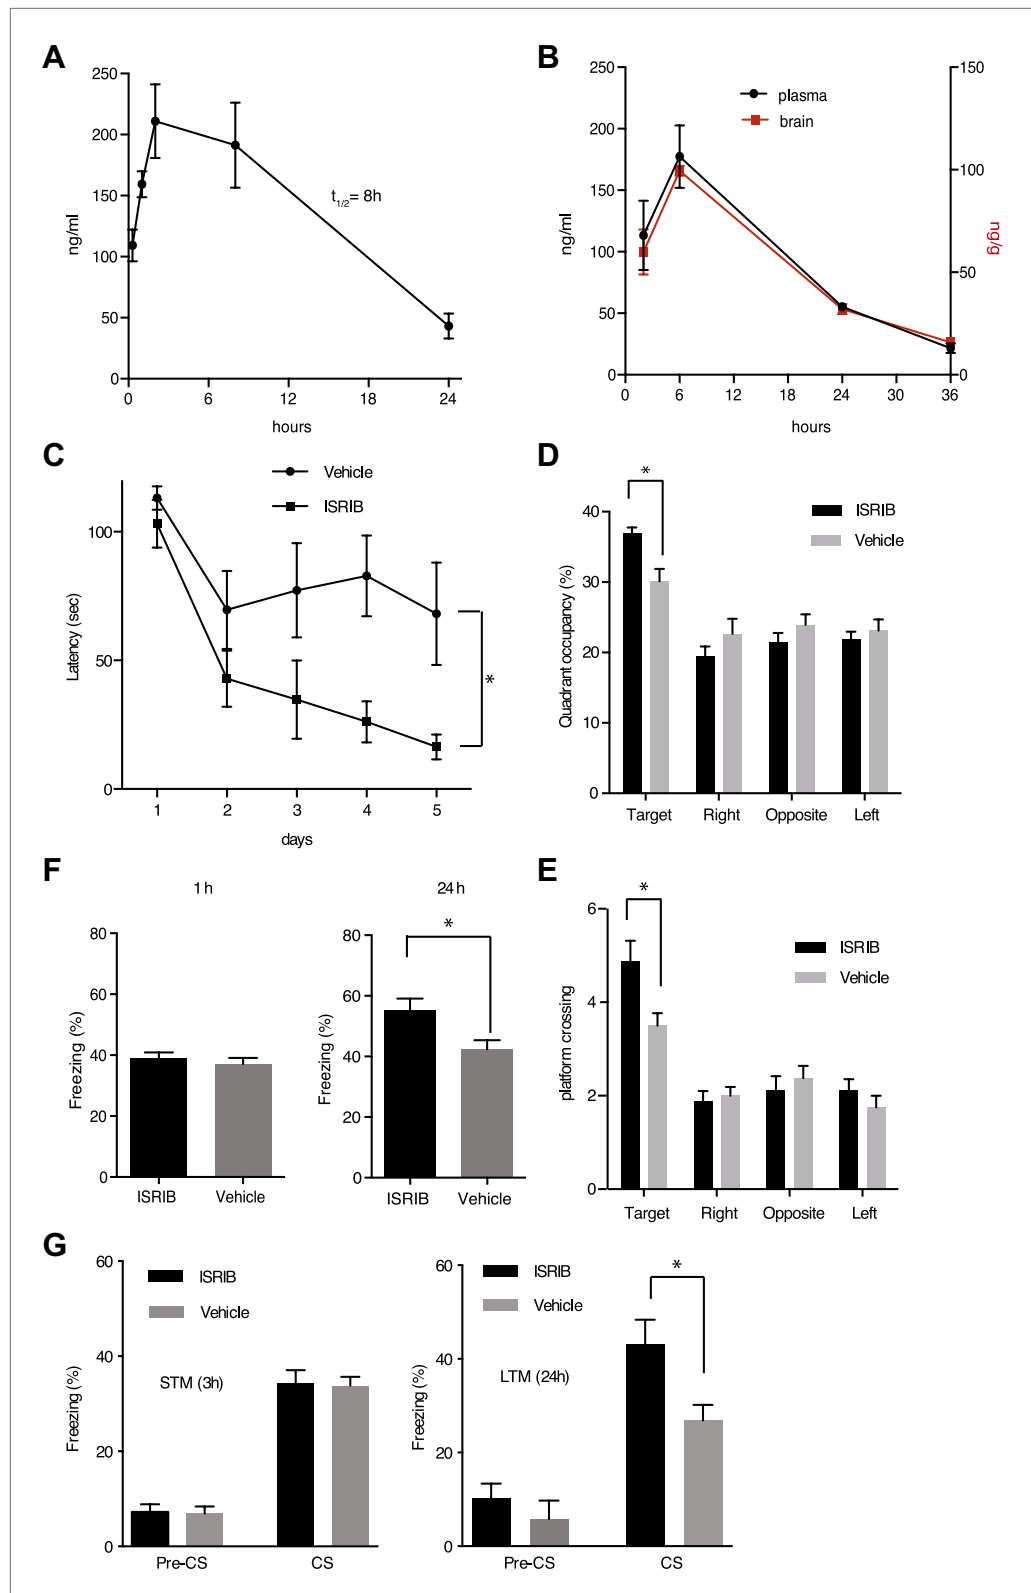 A
250
200
150
100
50
0
ng/ml
t1/2= 8h
0 6 12 18 24
hours
B
250
200
150
100
50
0
ng/ml
plasma
brain
150
100
50
0
ng/g
0 6 12 18 24 30 36
hours
C
Vehicle
ISRIB
100
50
0
Latency (sec)
*
1 2 3 4 5
days
D
*
ISRIB
Vehicle
40
30
20
10
0
Quadrant occupancy (%)
Target Right Opposite Left
F
1 h
80
60
40
20
0
Freezing (%)
ISRIB Vehicle
24 h
*
80
60
40
20
0
Freezing (%)
ISRIB Vehicle
E
*
ISRIB
Vehicle
6
4
2
0
platform crossing
Target Right Opposite Left
G
60
40
20
0
Freezing (%)
ISRIB
Vehicle
STM (3h)
Pre-CS CS
60
40
20
0
Freezing (%)
ISRIB
Vehicle
*
LTM (24h)
Pre-CS CS